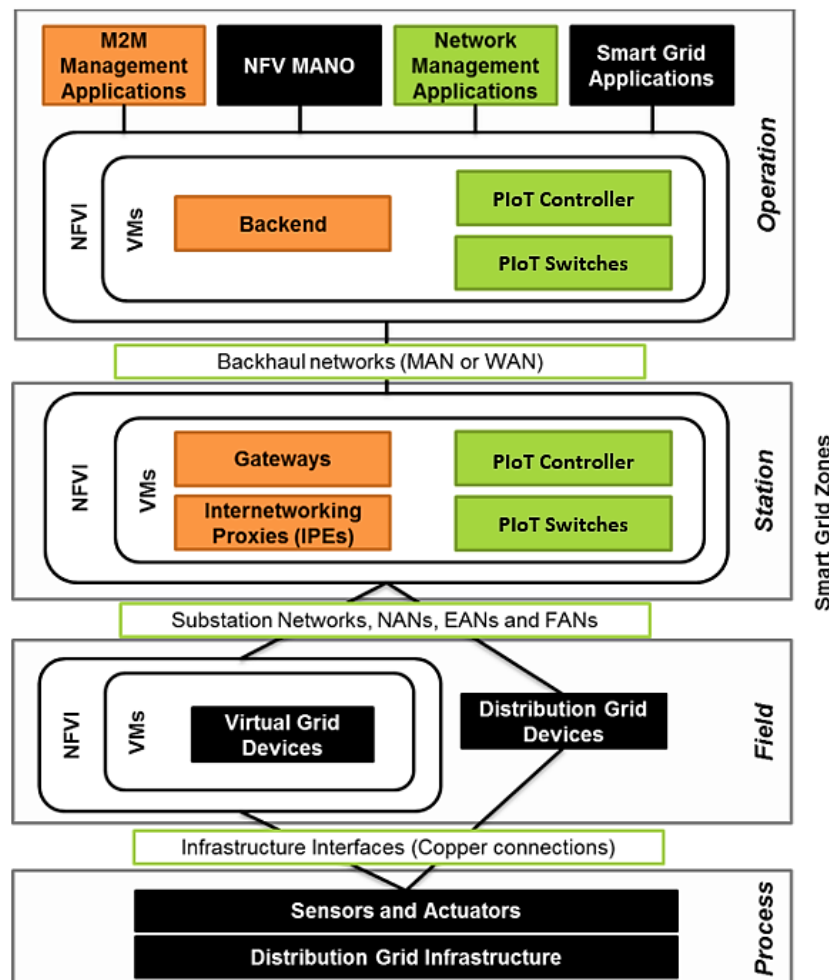 M2M
Management
Applications
NFV MANO
Network
Management
Applications
Smart Grid
Applications
Operation
NFVI
VMs
Backend
PIoT Controller
PIoT Switches
Backhaul networks (MAN or WAN)
Station
NFVI
VMs
Gateways
Internetworking
Proxies (IPEs)
PIoT Controller
PIoT Switches
Smart Grid Zones
Substation Networks, NANs, EANs and FANs
Field
NFVI
VMs
Virtual Grid
Devices
Distribution Grid
Devices
Infrastructure Interfaces (Copper connections)
Process
Sensors and Actuators
Distribution Grid Infrastructure